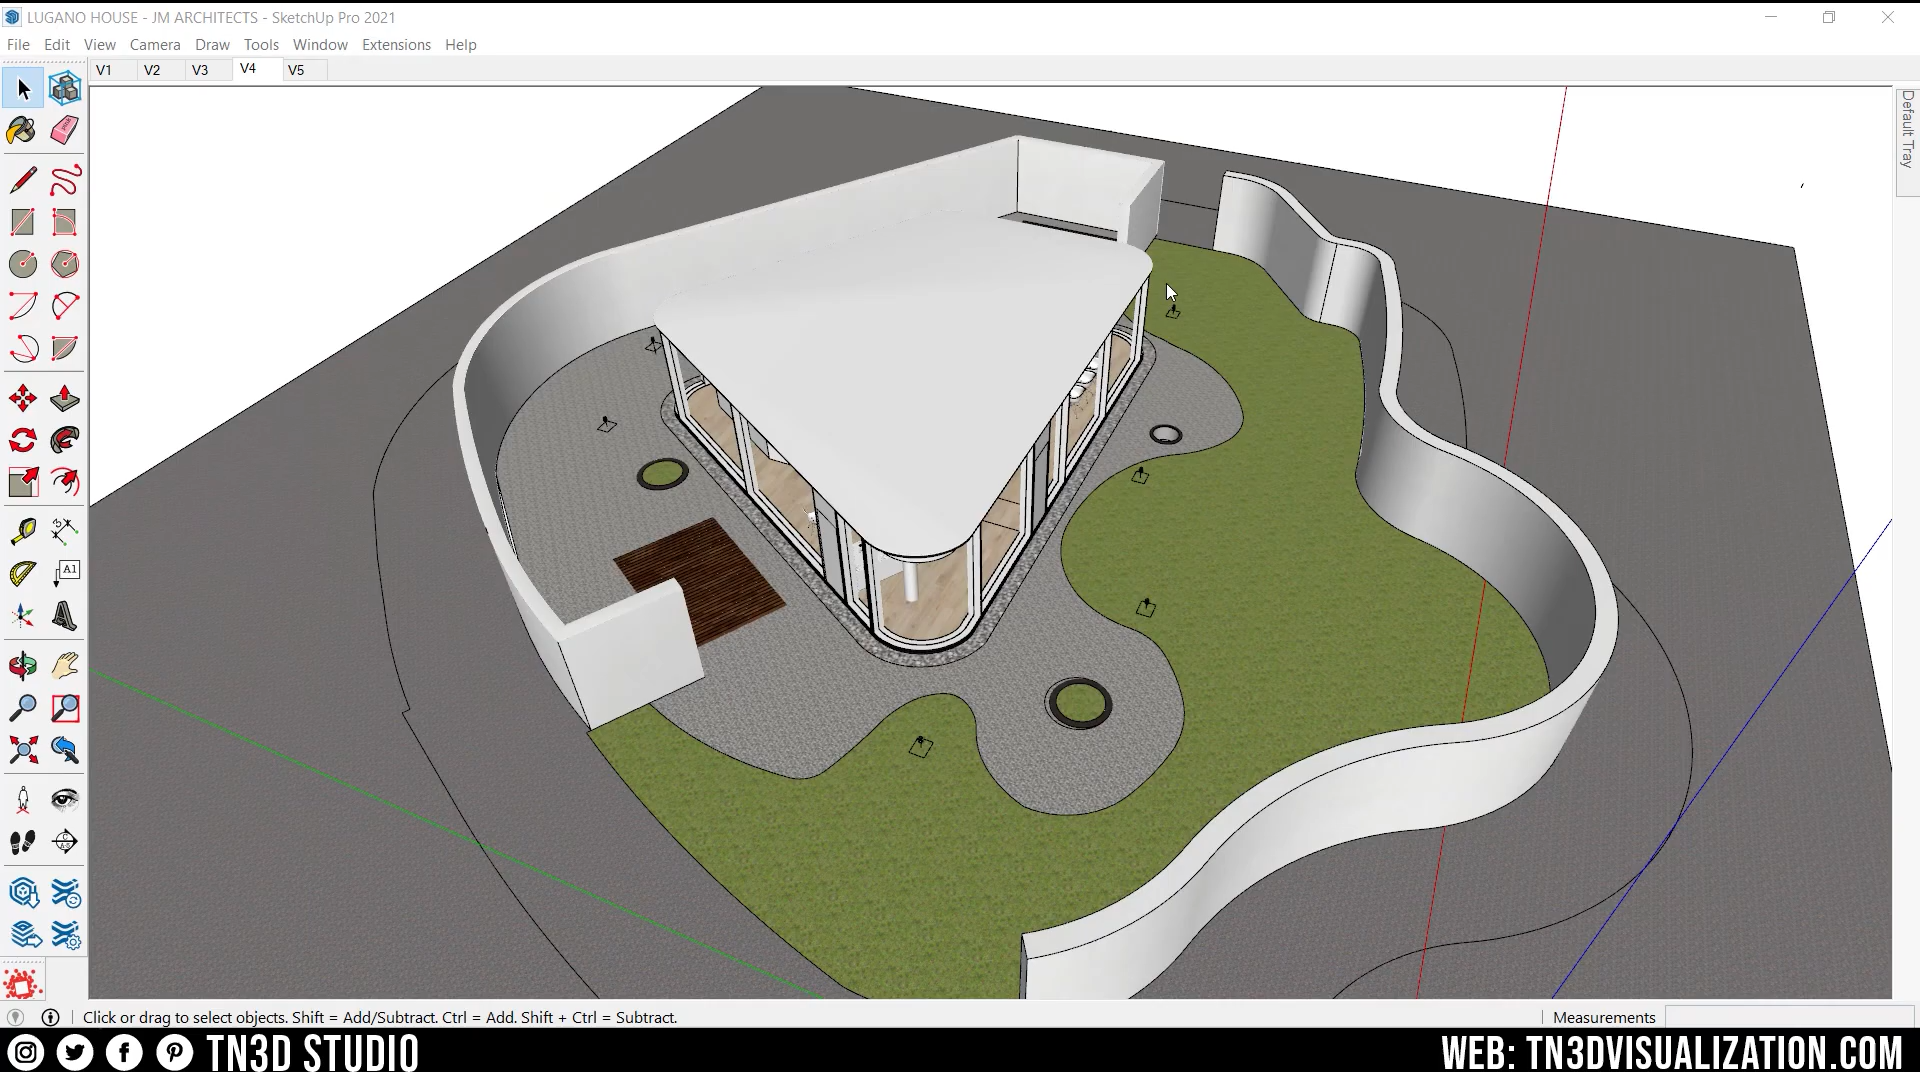 LUGANO HOUSE - JM ARCHITECTS - SketchUp Pro 2021
File Edit View Camera Draw Tools Window Extensions Help
V1 V2 V3 V4 V5
Default Tray
A1
Click or drag to select objects. Shift = Add/Subtract. Ctrl = Add. Shift + Ctrl = Subtract.
Measurements
TN3D STUDIO
WEB: TN3DVISUALIZATION.COM